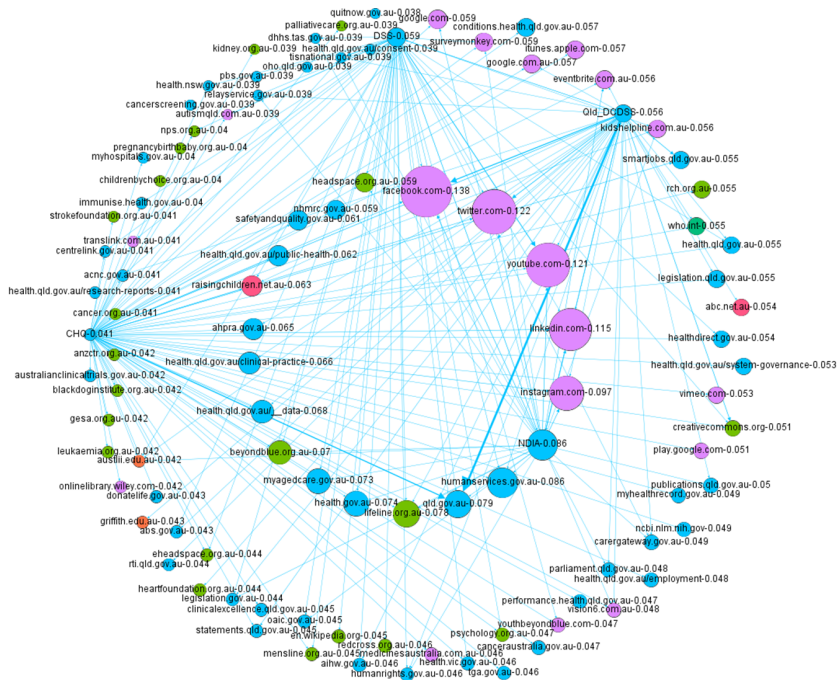 quitnow.gov.au-0.038
google.com-0.059
palliativecare.org.au-0.039
conditions.health.qld.gov.au-0.057
DSS-0.059
dhhs.tas.gov.au-0.039
surveymonkey.com-0.059
kidney.org.au-0.039
health.qld.gov.au/consent-0.039
itunes.apple.com-0.057
tisnational.gov.au-0.039
google.com.au-0.057
oho.qld.gov.au-0.039
pbs.gov.au-0.039
eventbrite.com.au-0.056
health.nsw.gov.au-0.039
relayservice.gov.au-0.039
cancerscreening.gov.au-0.039
autismqld.com.au-0.039
Qld_DCDSS-0.056
nps.org.au-0.04
kidshelpline.com.au-0.056
pregnancybirthbaby.org.au-0.04
myhospitals.gov.au-0.04
smartjobs.qld.gov.au-0.055
childrenbychoice.org.au-0.04
headspace.org.au-0.059
facebook.com-0.138
rch.org.au-0.055
immunise.health.gov.au-0.04
nhmrc.gov.au-0.059
twitter.com-0.122
strokefoundation.org.au-0.041
safetyandquality.gov.au-0.061
who.int-0.055
translink.com.au-0.041
health.qld.gov.au-0.055
centrelink.gov.au-0.041
health.qld.gov.au/public-health-0.062
youtube.com-0.121
acnc.gov.au-0.041
legislation.qld.gov.au-0.055
raisingchildren.net.au-0.063
health.qld.gov.au/research-reports-0.041
abc.net.au-0.054
cancer.org.au-0.041
ahpra.gov.au-0.065
linkedin.com-0.115
CHQ-0.041
healthdirect.gov.au-0.054
anzctr.org.au-0.042
health.qld.gov.au/clinical-practice-0.066
health.qld.gov.au/system-governance-0.053
australianclinicaltrials.gov.au-0.042
blackdoginstitute.org.au-0.042
instagram.com-0.097
vimeo.com-0.053
health.qld.gov.au/__data-0.068
gesa.org.au-0.042
creativecommons.org-0.051
NDIA-0.086
leukaemia.org.au-0.042
beyondblue.org.au-0.07
play.google.com-0.051
austlii.edu.au-0.042
myagedcare.gov.au-0.073
humanservices.gov.au-0.086
onlinelibrary.wiley.com-0.042
publications.qld.gov.au-0.05
donatelife.gov.au-0.043
health.gov.au-0.074
qld.gov.au-0.079
myhealthrecord.gov.au-0.049
lifeline.org.au-0.078
griffith.edu.au-0.043
abs.gov.au-0.043
ncbi.nlm.nih.gov-0.049
carergateway.gov.au-0.049
eheadspace.org.au-0.044
rti.qld.gov.au-0.044
parliament.qld.gov.au-0.048
health.qld.gov.au/employment-0.048
heartfoundation.org.au-0.044
legislation.gov.au-0.044
performance.health.qld.gov.au-0.047
clinicalexcellence.qld.gov.au-0.045
vision6.com.au-0.048
oaic.gov.au-0.045
youthbeyondblue.com-0.047
statements.qld.gov.au-0.045
en.wikipedia.org-0.045
psychology.org.au-0.047
redcross.org.au-0.046
canceraustralia.gov.au-0.047
mensline.org.au-0.045
medicinesaustralia.com.au-0.046
aihw.gov.au-0.046
health.vic.gov.au-0.046
humanrights.gov.au-0.046
tga.gov.au-0.046